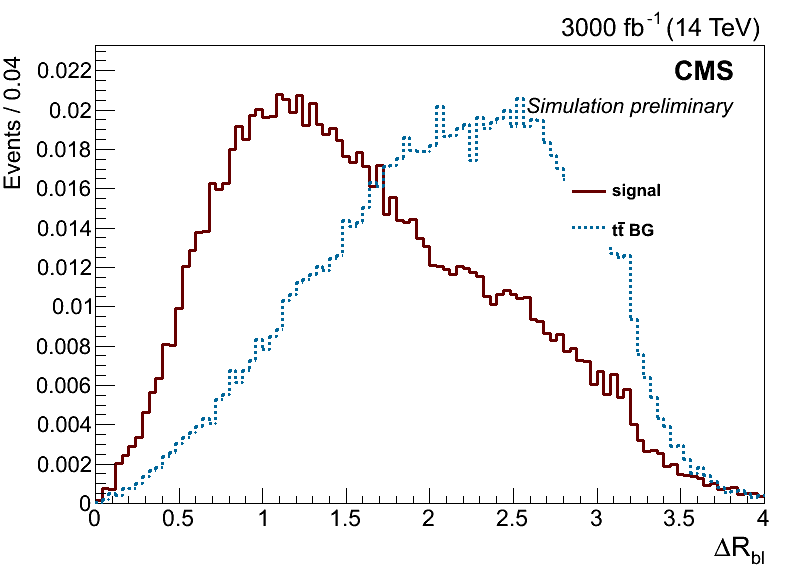 3000 fb⁻¹ (14 TeV)
CMS
Simulation preliminary
Events / 0.04
0.022
0.02
0.018
0.016
0.014
0.012
0.01
0.008
0.006
0.004
0.002
0
signal
tt̄ BG
0 0.5 1 1.5 2 2.5 3 3.5 4
ΔR_bl